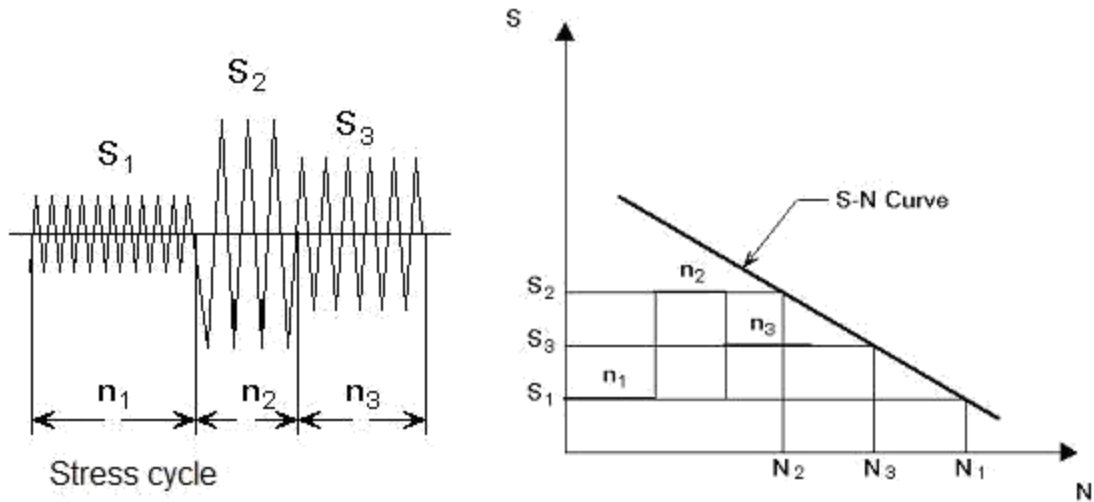 S2
S1
S3
n1
n2
n3
Stress cycle
S
S-N Curve
S2
n2
S3
n3
n1
S1
N2
N3
N1
N